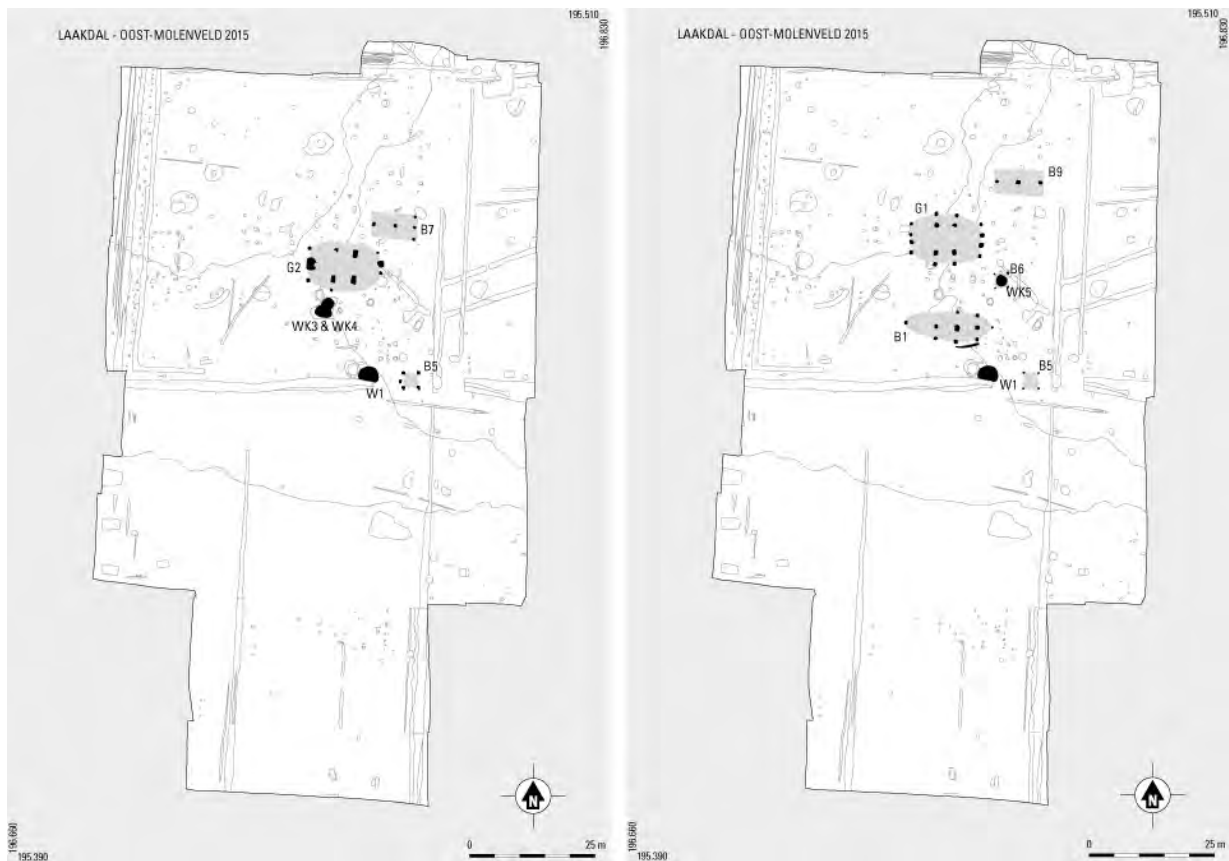 195.510
196.830
LAAKDAL - OOST-MOLENVELD 2015
B7
G2
WK3 & WK4
B5
W1
N
196.660
195.390
0 25 m
195.510
196.830
LAAKDAL - OOST-MOLENVELD 2015
B9
G1
B6
WK5
B1
B5
W1
N
196.660
195.390
0 25 m